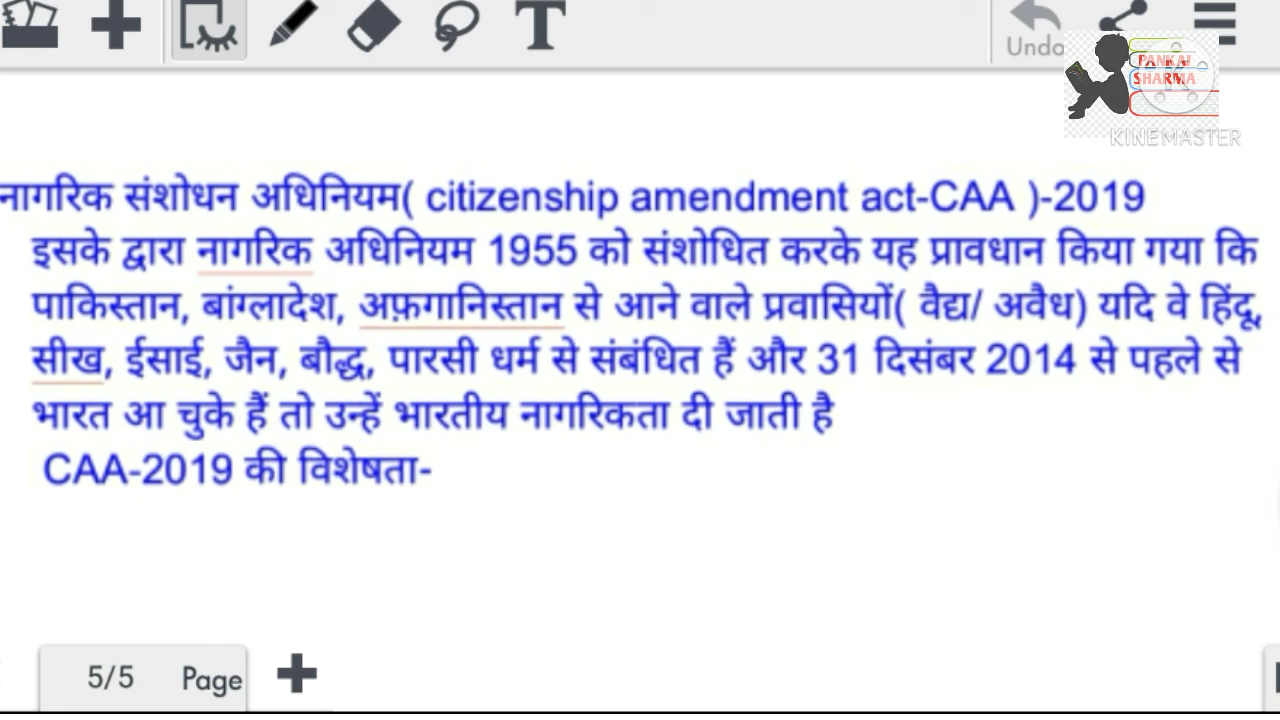 Undo
PANKAJ
SHARMA
KINEMASTER
नागरिक संशोधन अधिनियम( citizenship amendment act-CAA )-2019
इसके द्वारा नागरिक अधिनियम 1955 को संशोधित करके यह प्रावधान किया गया कि
पाकिस्तान, बांग्लादेश, अफ़गानिस्तान से आने वाले प्रवासियों( वैद्य/ अवैध) यदि वे हिंदू,
सीख, ईसाई, जैन, बौद्ध, पारसी धर्म से संबंधित हैं और 31 दिसंबर 2014 से पहले से
भारत आ चुके हैं तो उन्हें भारतीय नागरिकता दी जाती है
CAA-2019 की विशेषता-
5/5 Page